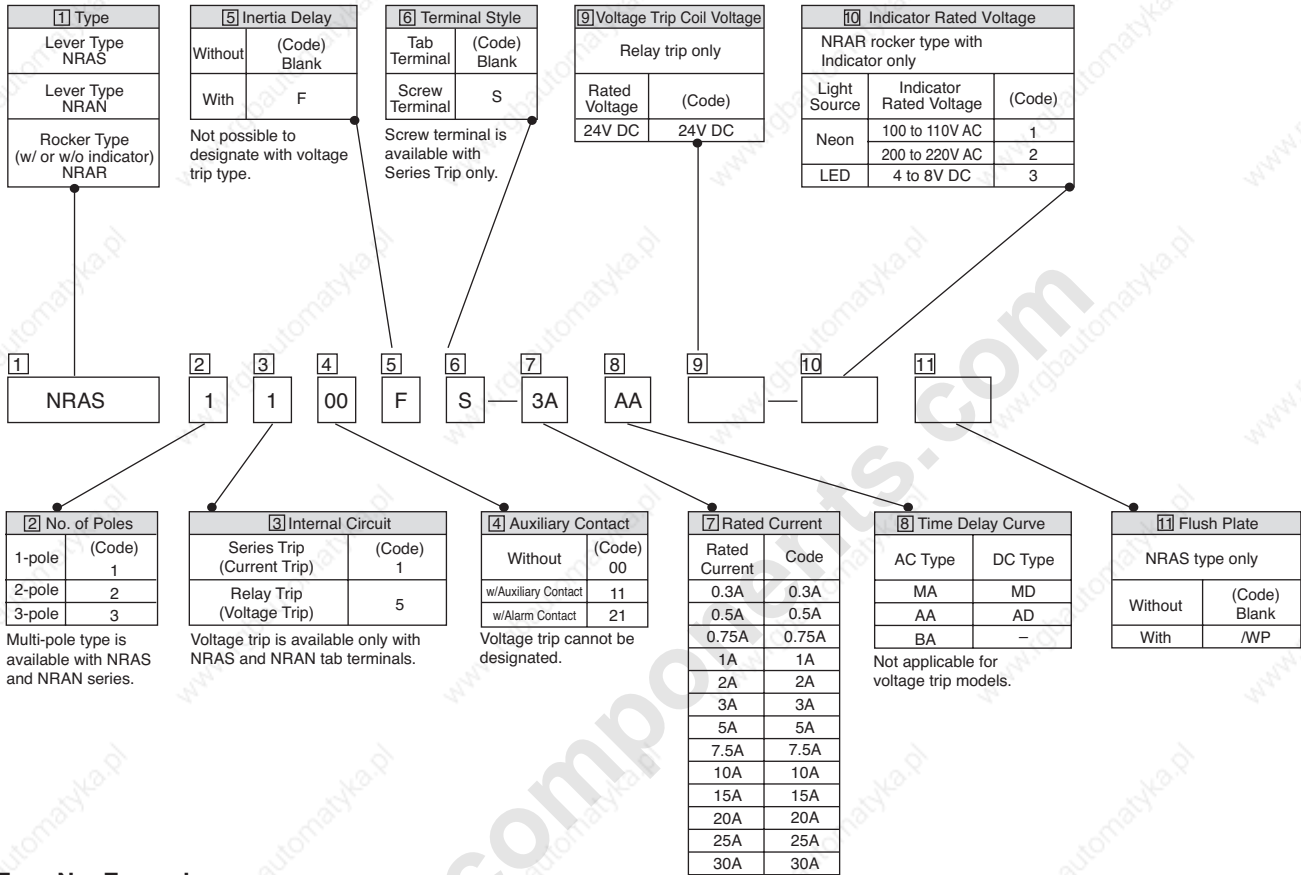 1 Type
Lever Type
NRAS
Lever Type
NRAN
Rocker Type
(w/ or w/o indicator)
NRAR
5 Inertia Delay
Without (Code)
Blank
With F
Not possible to
designate with voltage
trip type.
6 Terminal Style
Tab
Terminal (Code)
Blank
Screw
Terminal S
Screw terminal is
available with
Series Trip only.
9 Voltage Trip Coil Voltage
Relay trip only
Rated
Voltage (Code)
24V DC 24V DC
10 Indicator Rated Voltage
NRAR rocker type with
Indicator only
Light
Source Indicator
Rated Voltage (Code)
Neon 100 to 110V AC 1
200 to 220V AC 2
LED 4 to 8V DC 3
1 2 3 4 5 6 7 8 9 10 11
NRAS 1 1 00 F S — 3A AA —
2 No. of Poles
1-pole (Code)
1
2-pole 2
3-pole 3
Multi-pole type is
available with NRAS
and NRAN series.
3 Internal Circuit
Series Trip
(Current Trip) (Code)
1
Relay Trip
(Voltage Trip) 5
Voltage trip is available only with
NRAS and NRAN tab terminals.
4 Auxiliary Contact
Without (Code)
00
w/Auxiliary Contact 11
w/Alarm Contact 21
Voltage trip cannot be
designated.
7 Rated Current
Rated
Current Code
0.3A 0.3A
0.5A 0.5A
0.75A 0.75A
1A 1A
2A 2A
3A 3A
5A 5A
7.5A 7.5A
10A 10A
15A 15A
20A 20A
25A 25A
30A 30A
8 Time Delay Curve
AC Type DC Type
MA MD
AA AD
BA –
Not applicable for
voltage trip models.
11 Flush Plate
NRAS type only
Without (Code)
Blank
With /WP
www.rgbautomatyka.pl
components.com